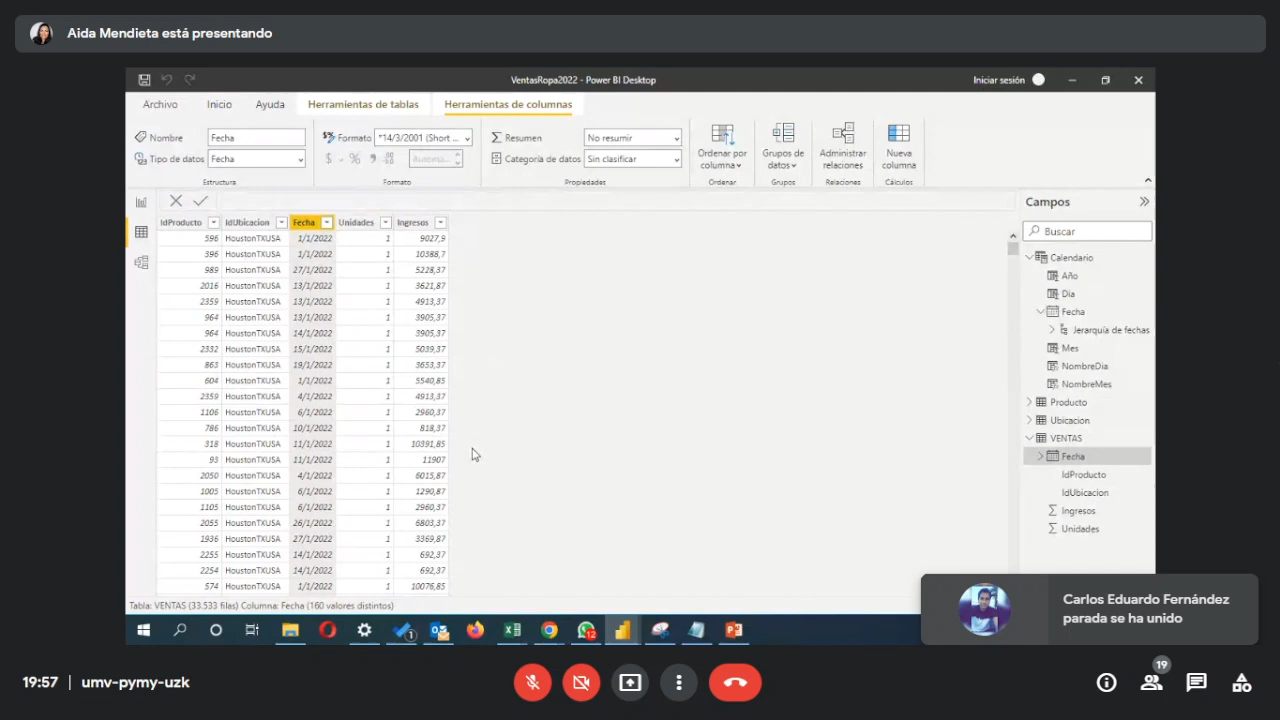 Aida Mendieta está presentando
VentasRopa2022 - Power BI Desktop
Iniciar sesión
Archivo Inicio Ayuda Herramientas de tablas Herramientas de columnas
Nombre Fecha
Formato *14/3/2001 (Short ...
Resumen No resumir
Tipo de datos Fecha
$ % Automá...
Categoría de datos Sin clasificar
Ordenar por columna
Grupos de datos
Administrar relaciones
Nueva columna
Estructura Formato Propiedades Ordenar Grupos Relaciones Cálculos
IdProducto IdUbicacion Fecha Unidades Ingresos
596 HoustonTXUSA 1/1/2022 1 9027,9
396 HoustonTXUSA 1/1/2022 1 10388,7
989 HoustonTXUSA 27/1/2022 1 5228,37
2016 HoustonTXUSA 13/1/2022 1 3621,87
2359 HoustonTXUSA 13/1/2022 1 4913,37
964 HoustonTXUSA 13/1/2022 1 3905,37
964 HoustonTXUSA 14/1/2022 1 3905,37
2332 HoustonTXUSA 15/1/2022 1 5039,37
863 HoustonTXUSA 19/1/2022 1 3653,37
604 HoustonTXUSA 1/1/2022 1 5540,85
2359 HoustonTXUSA 4/1/2022 1 4913,37
1106 HoustonTXUSA 6/1/2022 1 2960,37
786 HoustonTXUSA 10/1/2022 1 818,37
318 HoustonTXUSA 11/1/2022 1 10391,85
93 HoustonTXUSA 11/1/2022 1 11907
2050 HoustonTXUSA 4/1/2022 1 6015,87
1005 HoustonTXUSA 6/1/2022 1 1290,87
1105 HoustonTXUSA 6/1/2022 1 2960,37
2055 HoustonTXUSA 26/1/2022 1 6803,37
1936 HoustonTXUSA 27/1/2022 1 3369,87
2255 HoustonTXUSA 14/1/2022 1 692,37
2254 HoustonTXUSA 14/1/2022 1 692,37
574 HoustonTXUSA 1/1/2022 1 10076,85
Tabla: VENTAS (33.533 filas) Columna: Fecha (160 valores distintos)
Campos
Buscar
Calendario
Año
Día
Fecha
Jerarquía de fechas
Mes
NombreDia
NombreMes
Producto
Ubicacion
VENTAS
Fecha
IdProducto
IdUbicacion
Ingresos
Unidades
Carlos Eduardo Fernández
parada se ha unido
1
12
19:57 | umv-pymy-uzk
19